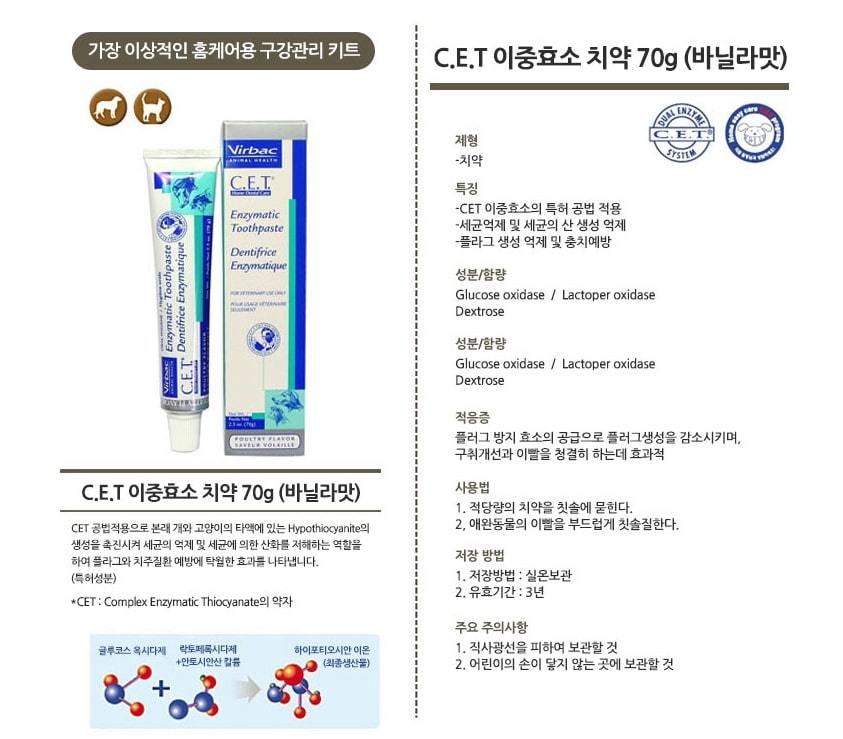 가장 이상적인 홈케어용 구강관리 키트
Virbac
ANIMAL HEALTH
C.E.T.®
Home Dental Care
Enzymatic
Toothpaste
Dentifrice
Enzymatique
FOR VETERINARY USE ONLY
POUR USAGE VÉTÉRINAIRE
SEULEMENT
2.5 oz. (70g)
POULTRY FLAVOR
SAVEUR VOLAILLE
Enzymatic Toothpaste
Dentifrice Enzymatique
Virbac
ANIMAL HEALTH
C.E.T.®
POULTRY FLAVOR
C.E.T 이중효소 치약 70g (바닐라맛)
CET 공법적용으로 본래 개와 고양이의 타액에 있는 Hypothiocyanite의
생성을 촉진시켜 세균의 억제 및 세균에 의한 산화를 저해하는 역할을
하여 플라그와 치주질환 예방에 탁월한 효과를 나타냅니다.
(특허성분)
*CET : Complex Enzymatic Thiocyanate의 약자
글루코스 옥시다제
락토페록시다제
+안토시안산 칼륨
하이포티오시안 이온
(최종생산물)
+
C.E.T 이중효소 치약 70g (바닐라맛)
DUAL ENZYME
C.E.T.®
SYSTEM
제형
-치약
특징
-CET 이중효소의 특허 공법 적용
-세균억제 및 세균의 산 생성 억제
-플라그 생성 억제 및 충치예방
성분/함량
Glucose oxidase / Lactoper oxidase
Dextrose
성분/함량
Glucose oxidase / Lactoper oxidase
Dextrose
적응증
플러그 방지 효소의 공급으로 플러그생성을 감소시키며,
구취개선과 이빨을 청결히 하는데 효과적
사용법
1. 적당량의 치약을 칫솔에 묻힌다.
2, 애완동물의 이빨을 부드럽게 칫솔질한다.
저장 방법
1. 저장방법 : 실온보관
2. 유효기간 : 3년
주요 주의사항
1. 직사광선을 피하여 보관할 것
2. 어린이의 손이 닿지 않는 곳에 보관할 것